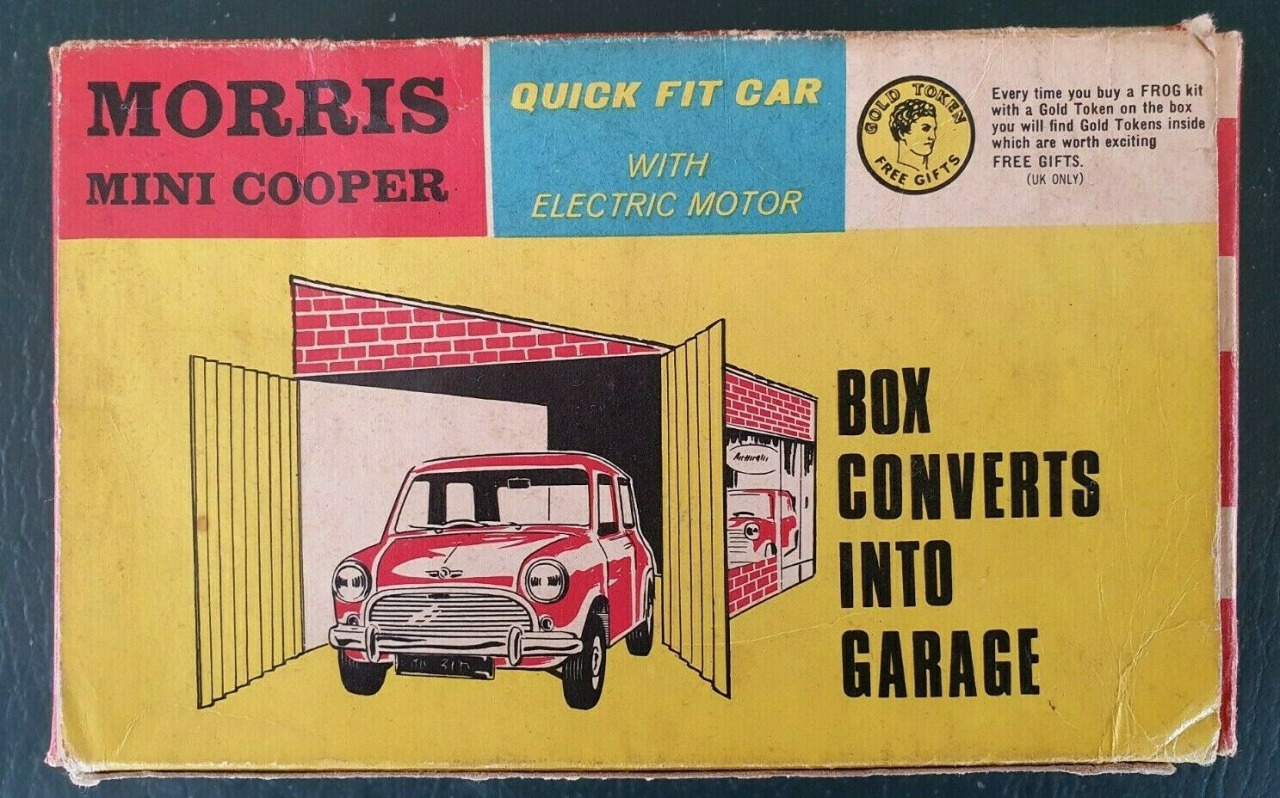 MORRIS
MINI COOPER
QUICK FIT CAR
WITH
ELECTRIC MOTOR
GOLD TOKEN
FREE GIFTS
Every time you buy a FROG kit
with a Gold Token on the box
you will find Gold Tokens inside
which are worth exciting
FREE GIFTS.
(UK ONLY)
BOX
CONVERTS
INTO
GARAGE